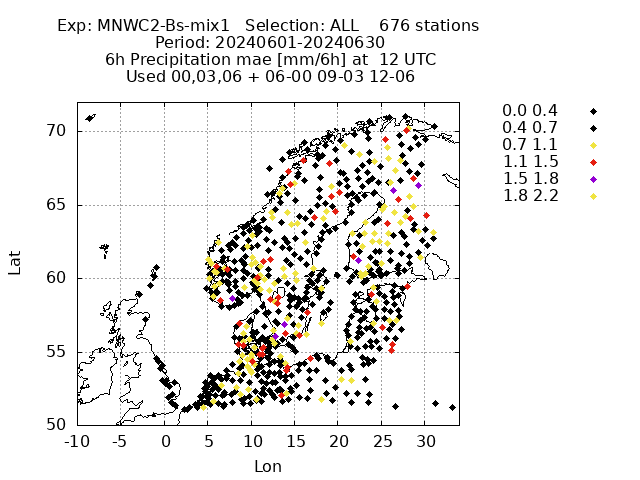 Exp: MNWC2-Bs-mix1 Selection: ALL 676 stations
Period: 20240601-20240630
6h Precipitation mae [mm/6h] at 12 UTC
Used 00,03,06 + 06-00 09-03 12-06
0.0 0.4
0.4 0.7
0.7 1.1
1.1 1.5
1.5 1.8
1.8 2.2
70
65
60
55
50
Lat
-10 -5 0 5 10 15 20 25 30
Lon